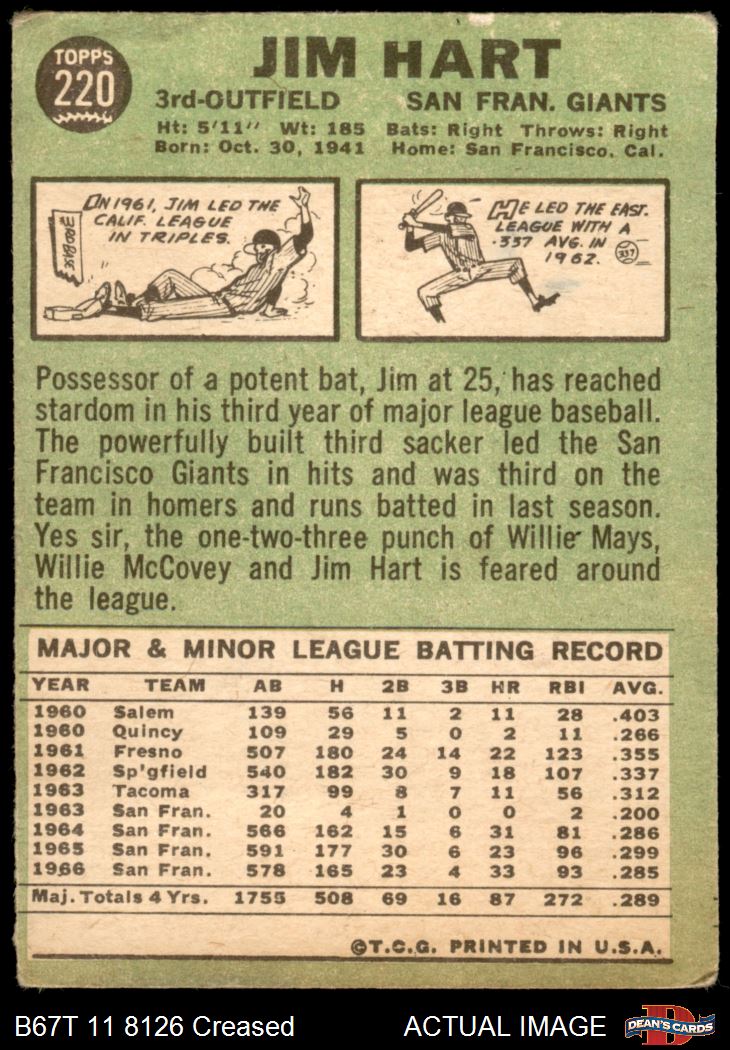 TOPPS
220
JIM HART
3rd-OUTFIELD SAN FRAN. GIANTS
Ht: 5'11" Wt: 185 Bats: Right Throws: Right
Born: Oct. 30, 1941 Home: San Francisco, Cal.
IN 1961, JIM LED THE
CALIF. LEAGUE
IN TRIPLES.
3RD BASE
HE LED THE EAST.
LEAGUE WITH A
.337 AVG. IN
1962.
337
Possessor of a potent bat, Jim at 25, has reached
stardom in his third year of major league baseball.
The powerfully built third sacker led the San
Francisco Giants in hits and was third on the
team in homers and runs batted in last season.
Yes sir, the one-two-three punch of Willie Mays,
Willie McCovey and Jim Hart is feared around
the league.
MAJOR & MINOR LEAGUE BATTING RECORD
YEAR TEAM AB H 2B 3B HR RBI AVG.
1960 Salem 139 56 11 2 11 28 .403
1960 Quincy 109 29 5 0 2 11 .266
1961 Fresno 507 180 24 14 22 123 .355
1962 Sp'gfield 540 182 30 9 18 107 .337
1963 Tacoma 317 99 8 7 11 56 .312
1963 San Fran. 20 4 1 0 0 2 .200
1964 San Fran. 566 162 15 6 31 81 .286
1965 San Fran. 591 177 30 6 23 96 .299
1966 San Fran. 578 165 23 4 33 93 .285
Maj. Totals 4 Yrs. 1755 508 69 16 87 272 .289
©T.C.G. PRINTED IN U.S.A.
B67T 11 8126 Creased ACTUAL IMAGE
D
DEAN'S CARDS